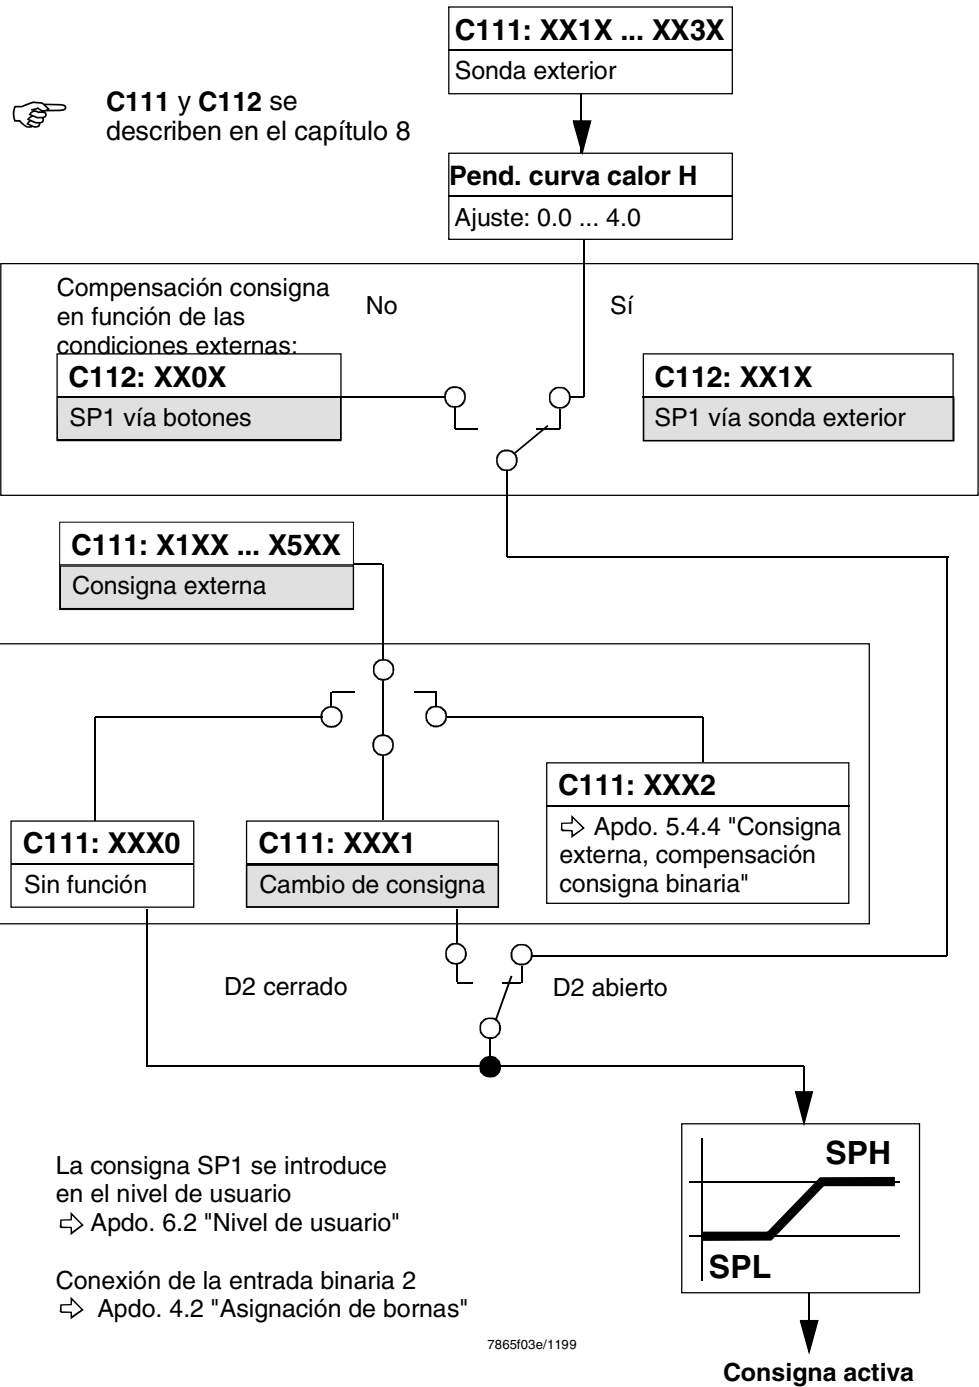 C111: XX1X ... XX3X
Sonda exterior
C111 y C112 se
describen en el capítulo 8
Pend. curva calor H
Ajuste: 0.0 ... 4.0
Compensación consigna
en función de las
condiciones externas:
No
Sí
C112: XX0X
SP1 vía botones
C112: XX1X
SP1 vía sonda exterior
C111: X1XX ... X5XX
Consigna externa
C111: XXX0
Sin función
C111: XXX1
Cambio de consigna
C111: XXX2
⇨ Apdo. 5.4.4 "Consigna
externa, compensación
consigna binaria"
D2 cerrado
D2 abierto
La consigna SP1 se introduce
en el nivel de usuario
⇨ Apdo. 6.2 "Nivel de usuario"
Conexión de la entrada binaria 2
⇨ Apdo. 4.2 "Asignación de bornas"
SPH
SPL
7865f03e/1199
Consigna activa